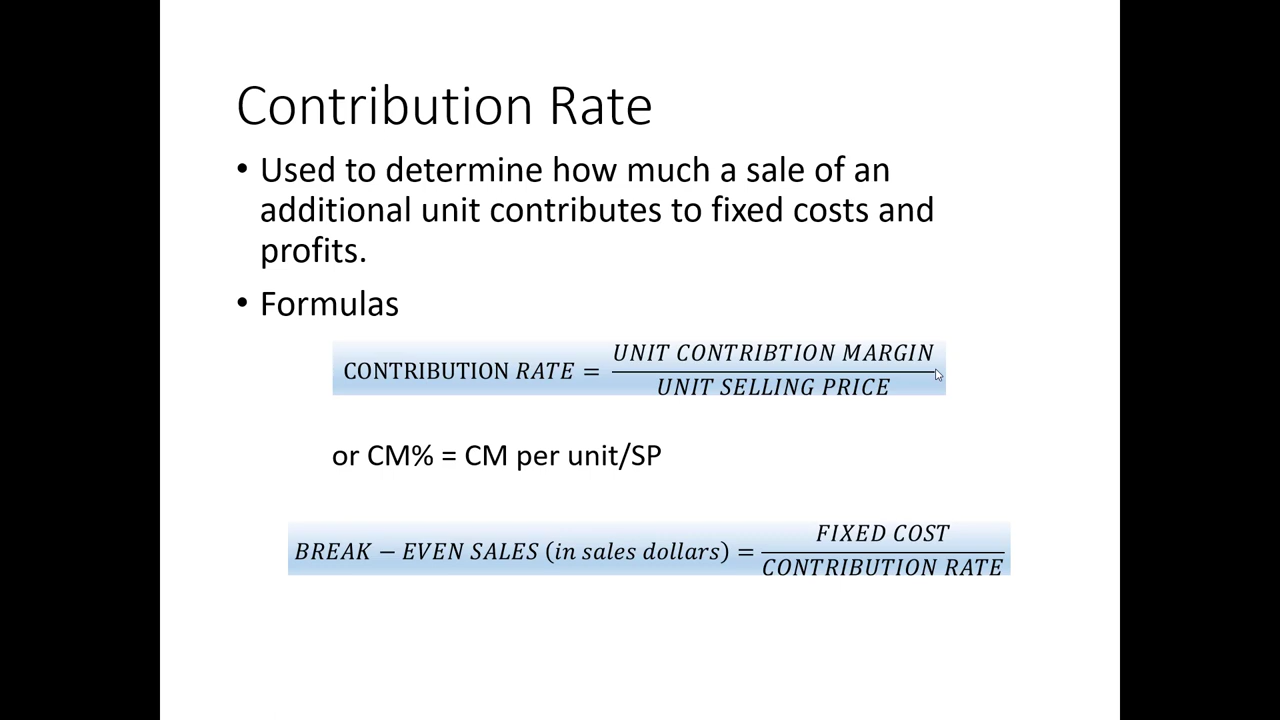 Contribution Rate
• Used to determine how much a sale of an
additional unit contributes to fixed costs and
profits.
• Formulas
CONTRIBUTION RATE = UNIT CONTRIBTION MARGIN
UNIT SELLING PRICE
or CM% = CM per unit/SP
BREAK − EVEN SALES (in sales dollars) = FIXED COST
CONTRIBUTION RATE